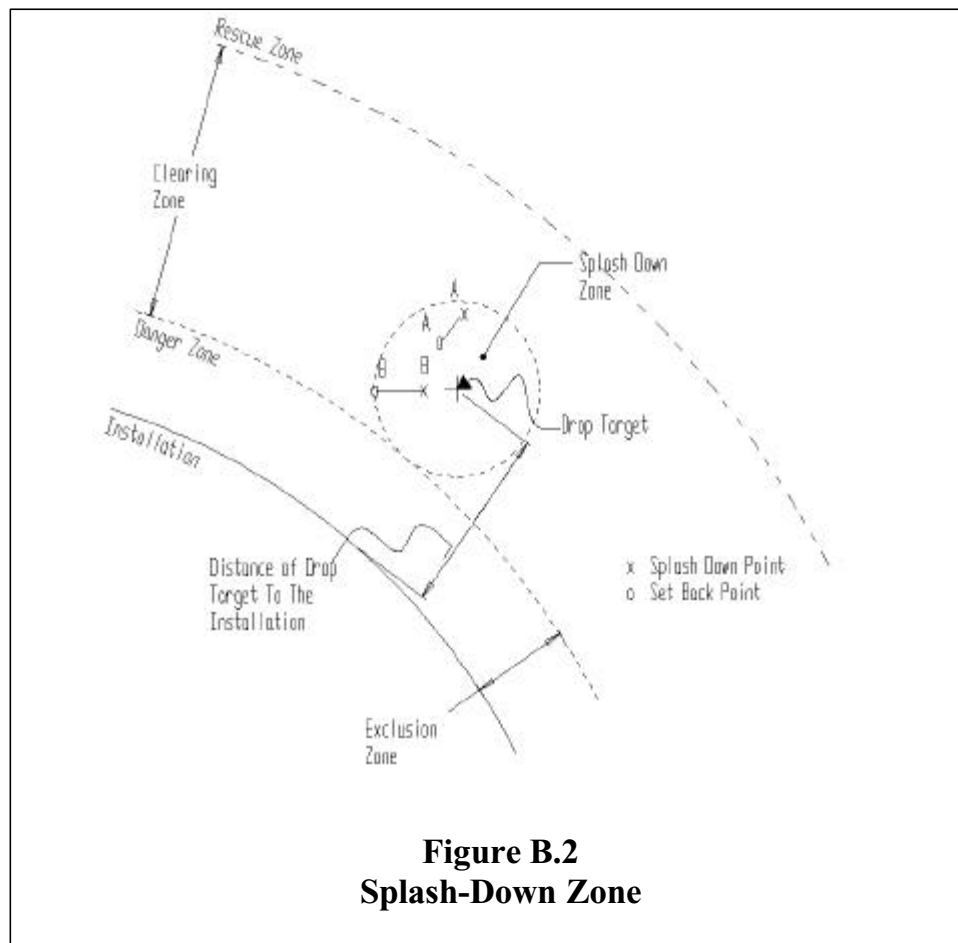 Rescue Zone
Clearing
Zone
Splash Down
Zone
A
A
B
B
Danger Zone
Drop Target
Installation
Distance of Drop
Target To The
Installation
x Splash Down Point
o Set Back Point
Exclusion
Zone
Figure B.2
Splash-Down Zone